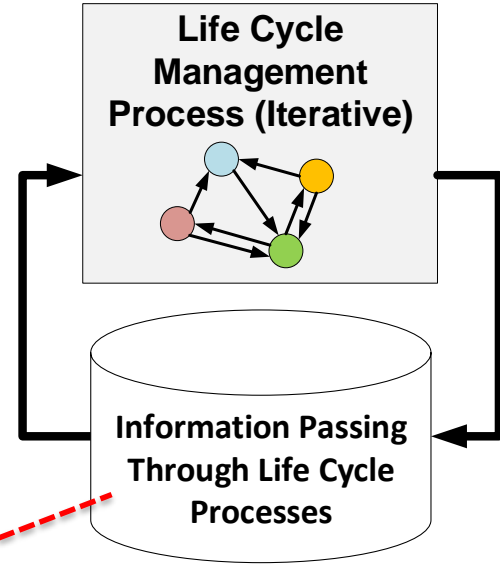 Life Cycle
Management
Process (Iterative)
Information Passing
Through Life Cycle
Processes